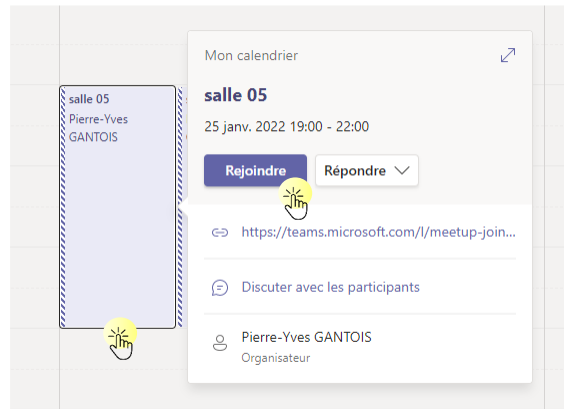 salle 05
Pierre-Yves
GANTOIS
Mon calendrier
salle 05
25 janv. 2022 19:00 - 22:00
Rejoindre
Répondre
https://teams.microsoft.com/l/meetup-join...
Discuter avec les participants
Pierre-Yves GANTOIS
Organisateur